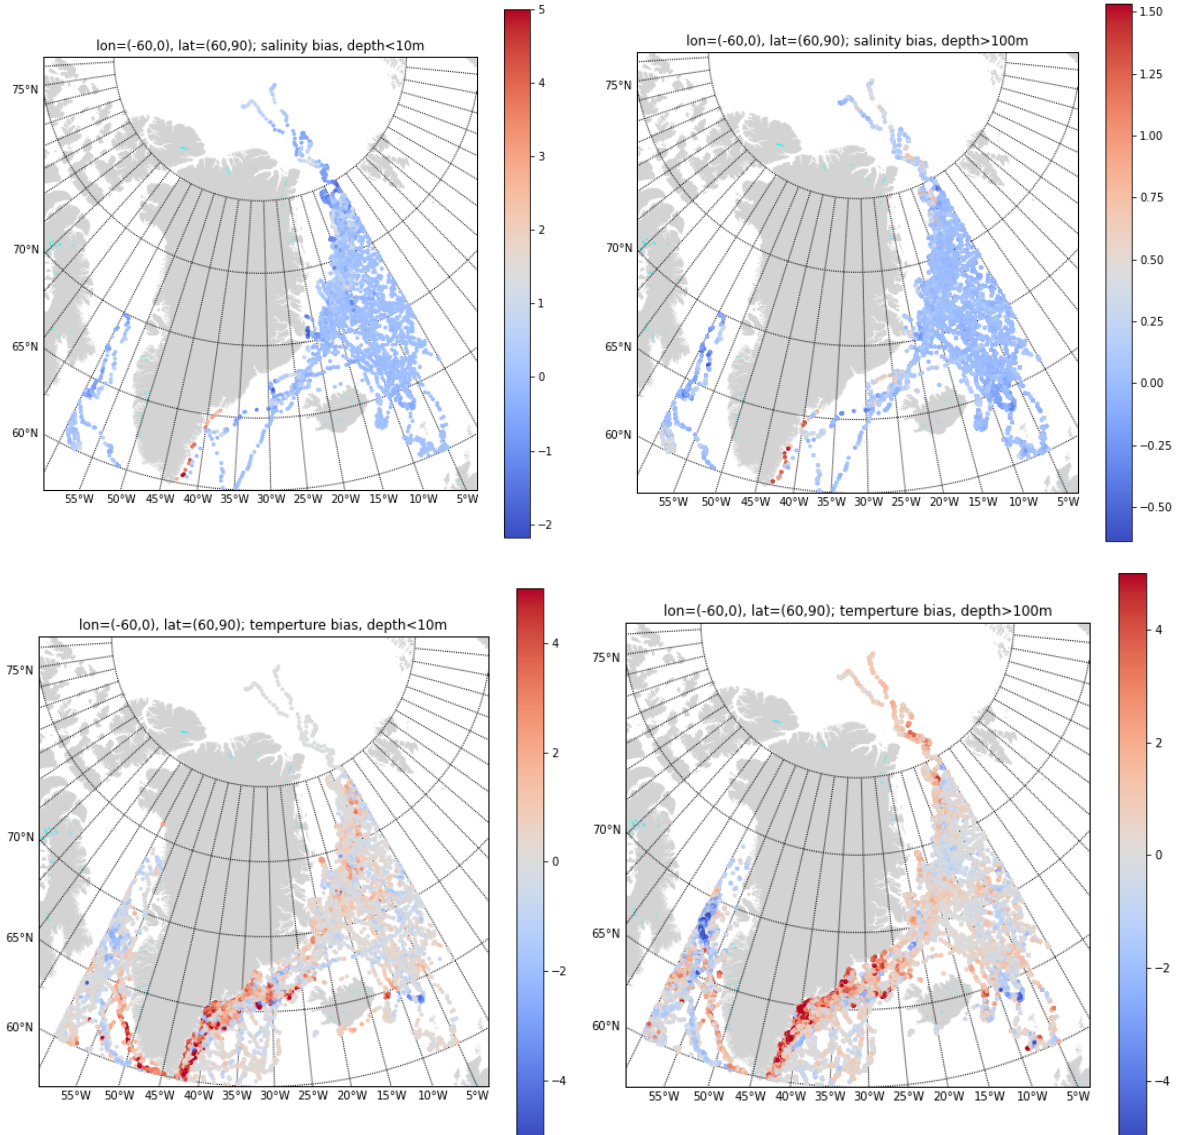 lon=(-60,0), lat=(60,90); salinity bias, depth<10m
75°N
70°N
65°N
60°N
55°W 50°W 45°W 40°W 35°W 30°W 25°W 20°W 15°W 10°W 5°W
5
4
3
2
1
0
−1
−2
lon=(-60,0), lat=(60,90); salinity bias, depth>100m
75°N
70°N
65°N
60°N
55°W 50°W 45°W 40°W 35°W 30°W 25°W 20°W 15°W 10°W 5°W
1.50
1.25
1.00
0.75
0.50
0.25
0.00
−0.25
−0.50
lon=(-60,0), lat=(60,90); temperture bias, depth<10m
75°N
70°N
65°N
60°N
55°W 50°W 45°W 40°W 35°W 30°W 25°W 20°W 15°W 10°W 5°W
4
2
0
−2
−4
lon=(-60,0), lat=(60,90); temperture bias, depth>100m
75°N
70°N
65°N
60°N
55°W 50°W 45°W 40°W 35°W 30°W 25°W 20°W 15°W 10°W 5°W
4
2
0
−2
−4